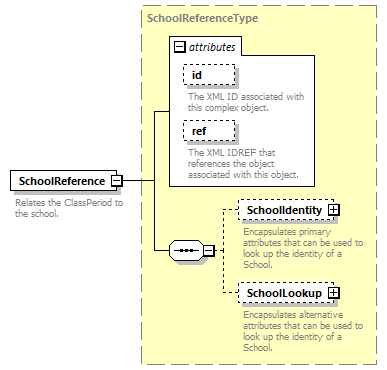 SchoolReferenceType
attributes
id
The XML ID associated with
this complex object.
ref
The XML IDREF that
references the object
associated with this object.
SchoolReference
Relates the ClassPeriod to
the school.
SchoolIdentity
Encapsulates primary
attributes that can be used to
look up the identity of a
School.
SchoolLookup
Encapsulates alternative
attributes that can be used to
look up the identity of a
School.